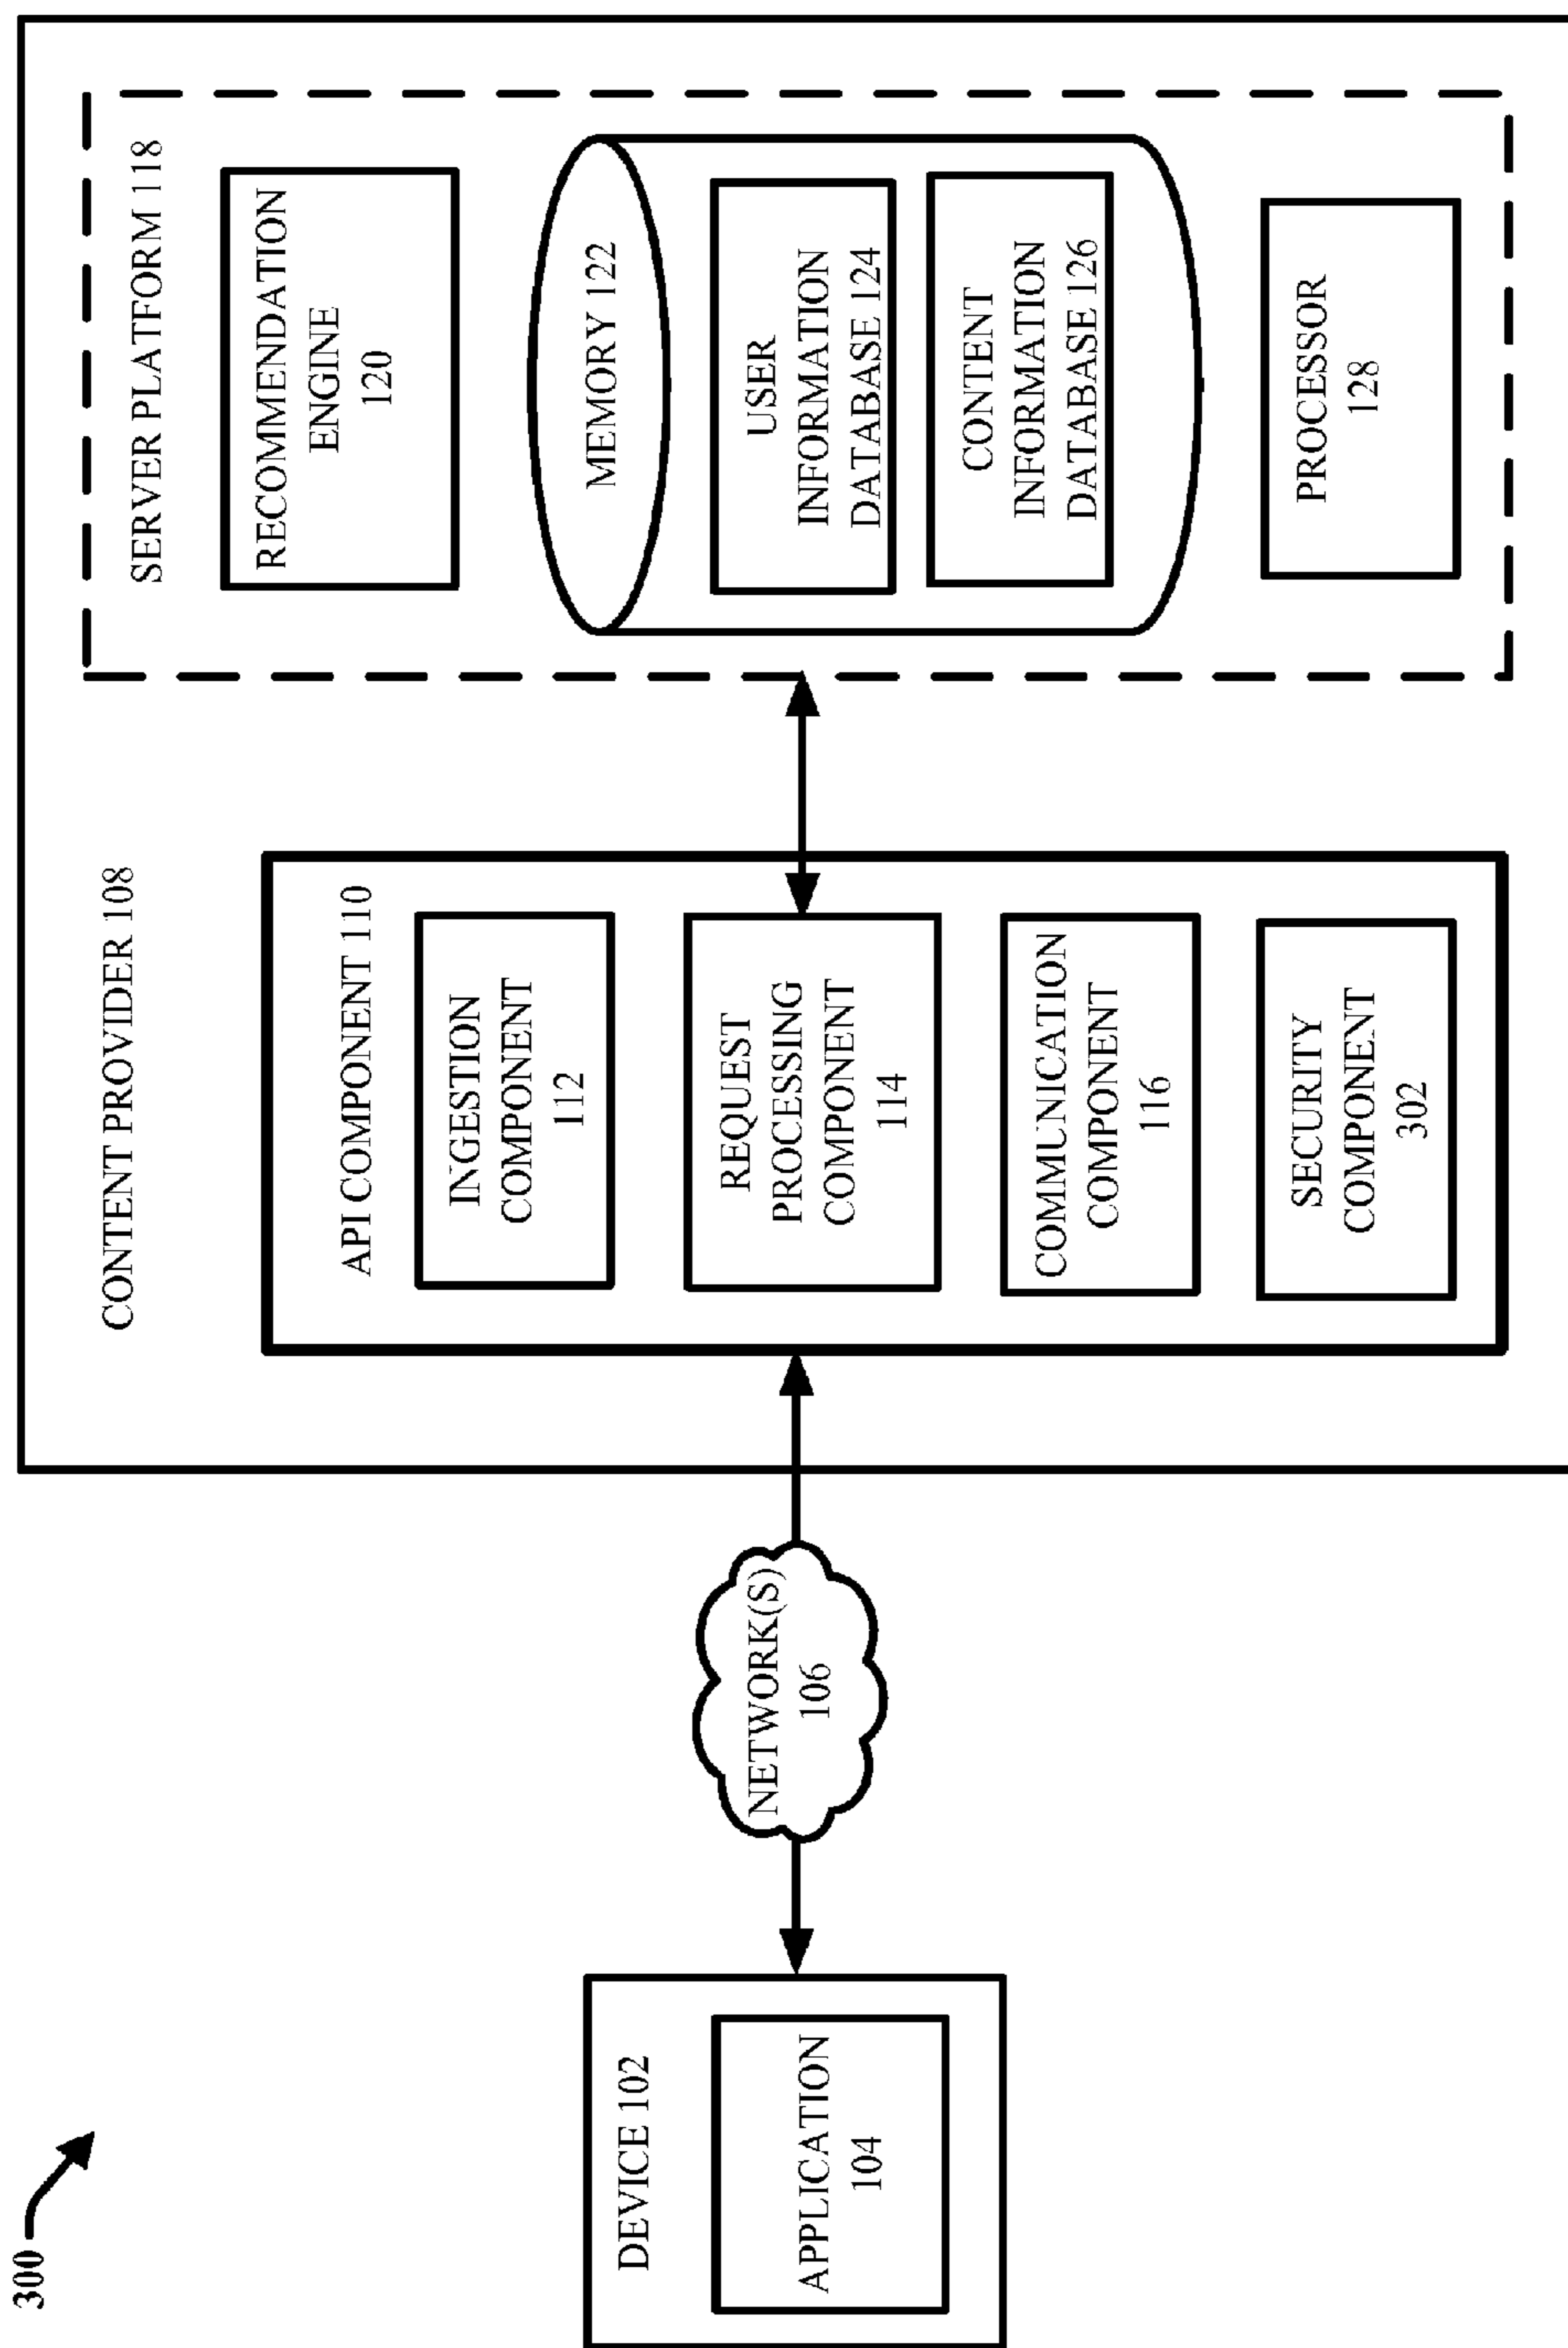 300
DEVICE 102
APPLICATION
104
NETWORK(S)
106
CONTENT PROVIDER 108
API COMPONENT 110
INGESTION
COMPONENT
112
REQUEST
PROCESSING
COMPONENT
114
COMMUNICATION
COMPONENT
116
SECURITY
COMPONENT
302
SERVER PLATFORM 118
RECOMMENDATION
ENGINE
120
MEMORY 122
USER
INFORMATION
DATABASE 124
CONTENT
INFORMATION
DATABASE 126
PROCESSOR
128